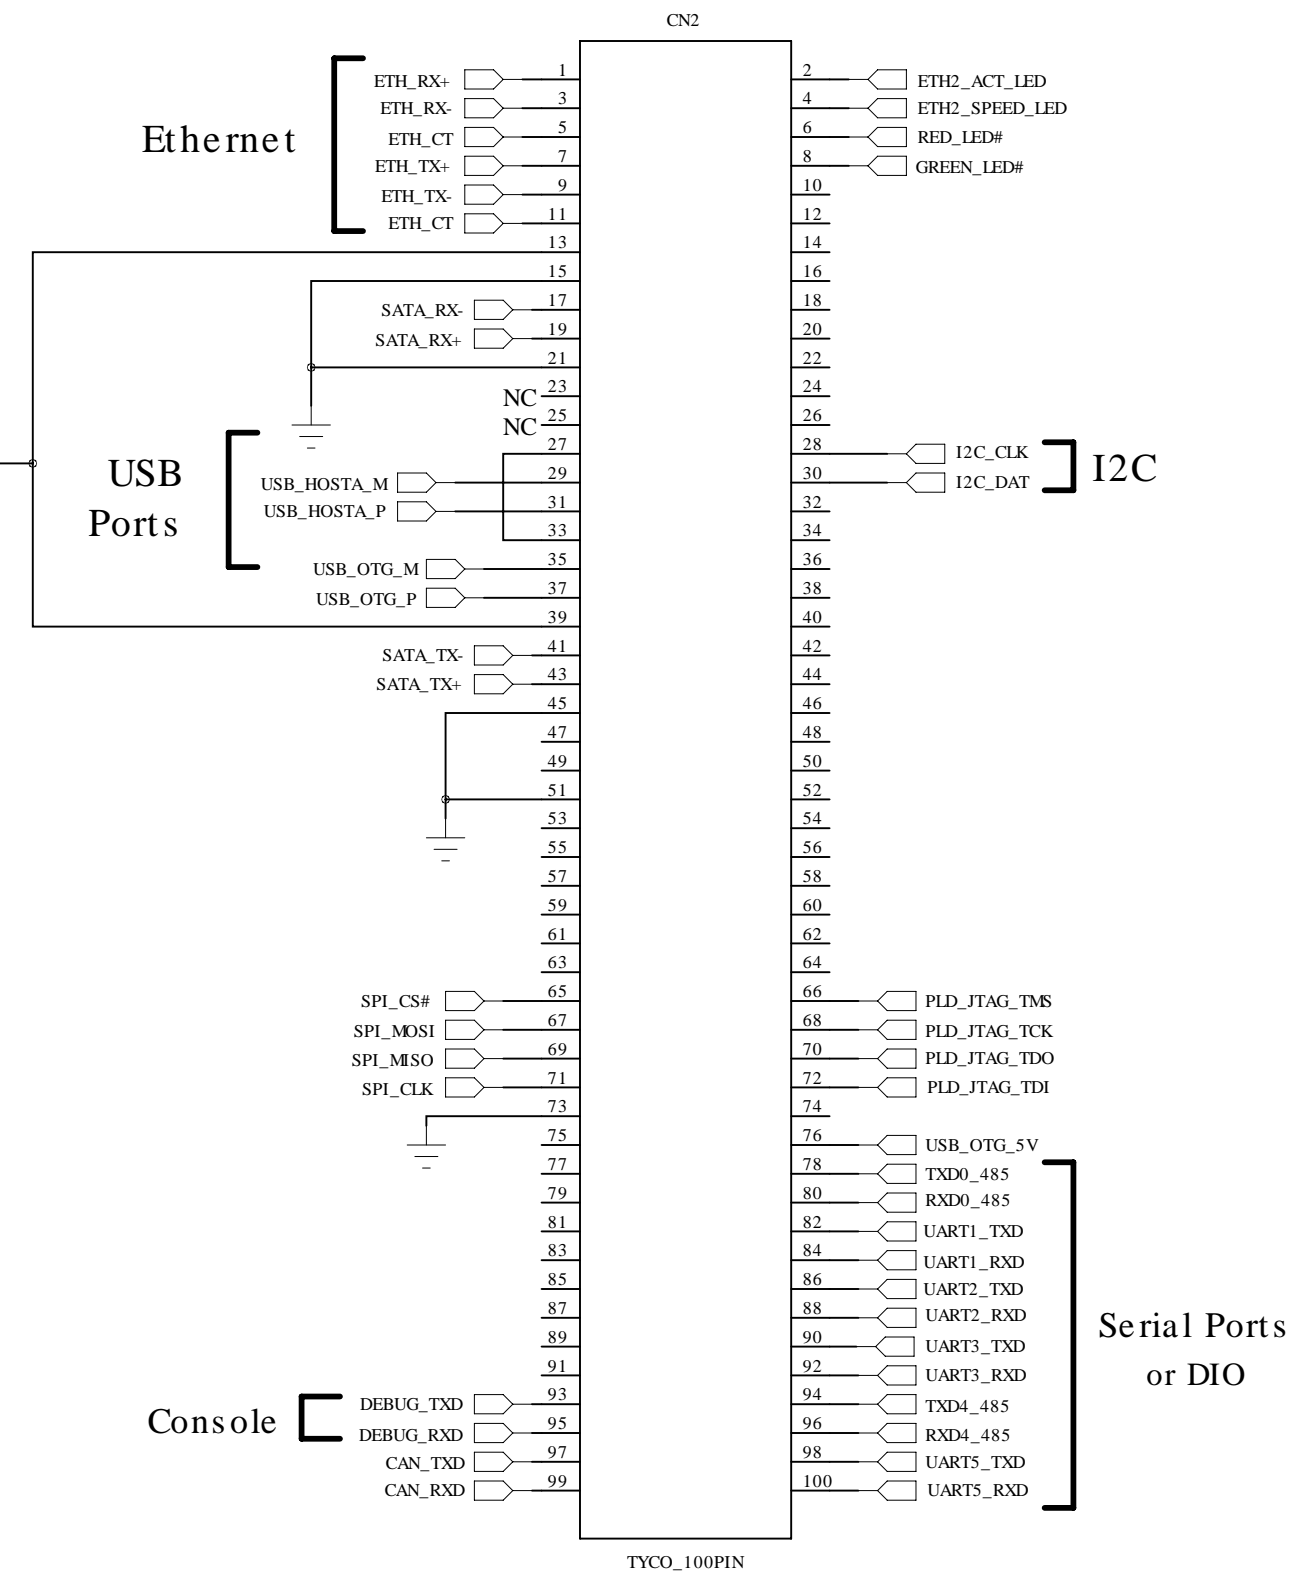 CN2
ETH_RX+ 1 2 ETH2_ACT_LED
ETH_RX- 3 4 ETH2_SPEED_LED
Ethernet ETH_CT 5 6 RED_LED#
ETH_TX+ 7 8 GREEN_LED#
ETH_TX- 9 10
ETH_CT 11 12
13 14
15 16
SATA_RX- 17 18
SATA_RX+ 19 20
21 22
NC 23 24
NC 25 26
27 28 I2C_CLK
USB USB_HOSTA_M 29 30 I2C_DAT I2C
Ports USB_HOSTA_P 31 32
33 34
USB_OTG_M 35 36
USB_OTG_P 37 38
39 40
SATA_TX- 41 42
SATA_TX+ 43 44
45 46
47 48
49 50
51 52
53 54
55 56
57 58
59 60
61 62
63 64
SPI_CS# 65 66 PLD_JTAG_TMS
SPI_MOSI 67 68 PLD_JTAG_TCK
SPI_MISO 69 70 PLD_JTAG_TDO
SPI_CLK 71 72 PLD_JTAG_TDI
73 74
75 76 USB_OTG_5V
77 78 TXD0_485
79 80 RXD0_485
81 82 UART1_TXD
83 84 UART1_RXD
85 86 UART2_TXD
87 88 UART2_RXD
89 90 UART3_TXD Serial Ports
91 92 UART3_RXD or DIO
DEBUG_TXD 93 94 TXD4_485
Console DEBUG_RXD 95 96 RXD4_485
CAN_TXD 97 98 UART5_TXD
CAN_RXD 99 100 UART5_RXD
TYCO_100PIN